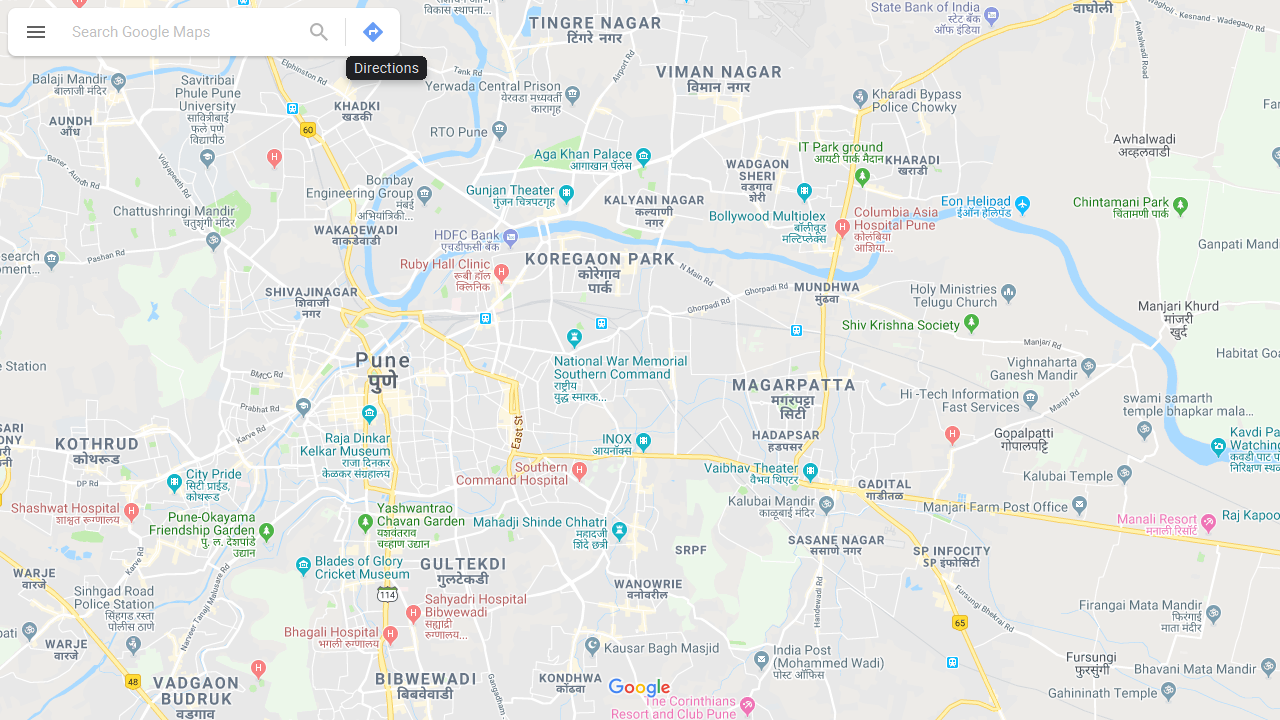 Search Google Maps
Directions
विकास स्थापना...
TINGRE NAGAR
टिंगरे नगर
State Bank of India
स्टेट बँक
ऑफ इंडिया
वाघोली
Wagholi - Kesnand - Wadegaon Rd
Balaji Mandir
बालाजी मंदिर
Savitribai
Phule Pune
University
सावित्रीबाई
फुले पुणे
विद्यापीठ
Elphinston Rd
Tank Rd
Airport Rd
VIMAN NAGAR
विमान नगर
Yerwada Central Prison
येरवडा मध्यवर्ती
कारागृह
Kharadi Bypass
Police Chowky
Awhalwadi Rd
KHADKI
खडकी
AUNDH
औंध
60
RTO Pune
Awhalwadi
अव्हलवाडी
IT Park ground
आयटी पार्क मैदान
KHARADI
खराडी
Aga Khan Palace
आगाखान पॅलेस
WADGAON
SHERI
वडगाव
शेरी
Baner Rd
Aundh Rd
Vidyapeeth Rd
Bombay
Engineering Group
मुंबई
अभियांत्रिकी...
Gunjan Theater
गुंजन चित्रपटगृह
KALYANI NAGAR
कल्याणी
नगर
Bollywood Multiplex
बॉलीवूड
मल्टिप्लेक्स
Columbia Asia
Hospital Pune
कोलंबिया
आशिया...
Eon Helipad
ईऑन हेलिपॅड
Chintamani Park
चिंतामणी पार्क
Chattushringi Mandir
चतुःशृंगी मंदिर
WAKADEWADI
वाकडेवाडी
HDFC Bank
एचडीएफसी बँक
Ganpati Mand
Pashan Rd
Ruby Hall Clinic
रूबी हॉल
क्लिनिक
KOREGAON PARK
कोरेगाव
पार्क
N Main Rd
Ghorpadi Rd
Ghorpadi Rd
MUNDHWA
मुंढवा
Holy Ministries
Telugu Church
SHIVAJINAGAR
शिवाजी
नगर
Manjari Khurd
मांजरी
खुर्द
Shiv Krishna Society
Manjari Rd
Habitat Go
National War Memorial
Southern Command
राष्ट्रीय
युद्ध स्मारक...
Pune
पुणे
e Station
BMCC Rd
Vighnaharta
Ganesh Mandir
MAGARPATTA
मगरपट्टा
सिटी
Hi -Tech Information
Fast Services
Manjri Rd
swami samarth
temple bhapkar mala...
Prabhat Rd
Karve Rd
East St
Raja Dinkar
Kelkar Museum
राजा दिनकर
केळकर संग्रहालय
INOX
आयनॉक्स
HADAPSAR
हडपसर
Gopalpatti
गोपाळपट्टि
KOTHRUD
कोथरूड
DP Rd
City Pride
सिटी प्राईड,
कोथरूड
Southern
Command Hospital
Vaibhav Theater
वैभव थिएटर
GADITAL
गाडीतळ
Kalubai Temple
Shashwat Hospital
शाश्वत रूग्णालय
Pune-Okayama
Friendship Garden
पु. ल. देशपांडे
उद्यान
Yashwantrao
Chavan Garden
यशवंतराव
चव्हाण उद्यान
Mahadji Shinde Chhatri
महादजी
शिंदे छत्री
Kalubai Mandir
काळूबाई मंदिर
Manjari Farm Post Office
Manali Resort
मनाली रिसॉर्ट
Raj Kapoo
SASANE NAGAR
ससाणे नगर
SP INFOCITY
SP इंफोसिटी
SRPF
Blades of Glory
Cricket Museum
GULTEKDI
गुलटेकडी
WARJE
वारजे
WANOWRIE
वनोवरील
114
Sinhgad Road
Police Station
सिंहगड रस्ता
पोलीस ठाणे
Sahyadri Hospital
Bibwewadi
सह्याद्री
रुग्णालय...
Handewadi Rd
Fursungi Bhekrai Rd
Firangai Mata Mandir
फिरंगाई
माता मंदीर
65
Bhagali Hospital
भगली रुग्णालय
WARJE
वारजे
Kausar Bagh Masjid
India Post
(Mohammed Wadi)
पोस्ट ऑफिस
Fursungi
फुरसुंगी
Bhavani Mata Mandir
48
VADGAON
BUDRUK
वडगाव
BIBWEWADI
बिबवेवाडी
KONDHWA
कोंढवा
Google
Gahininath Temple
The Corinthians
Resort and Club Pune